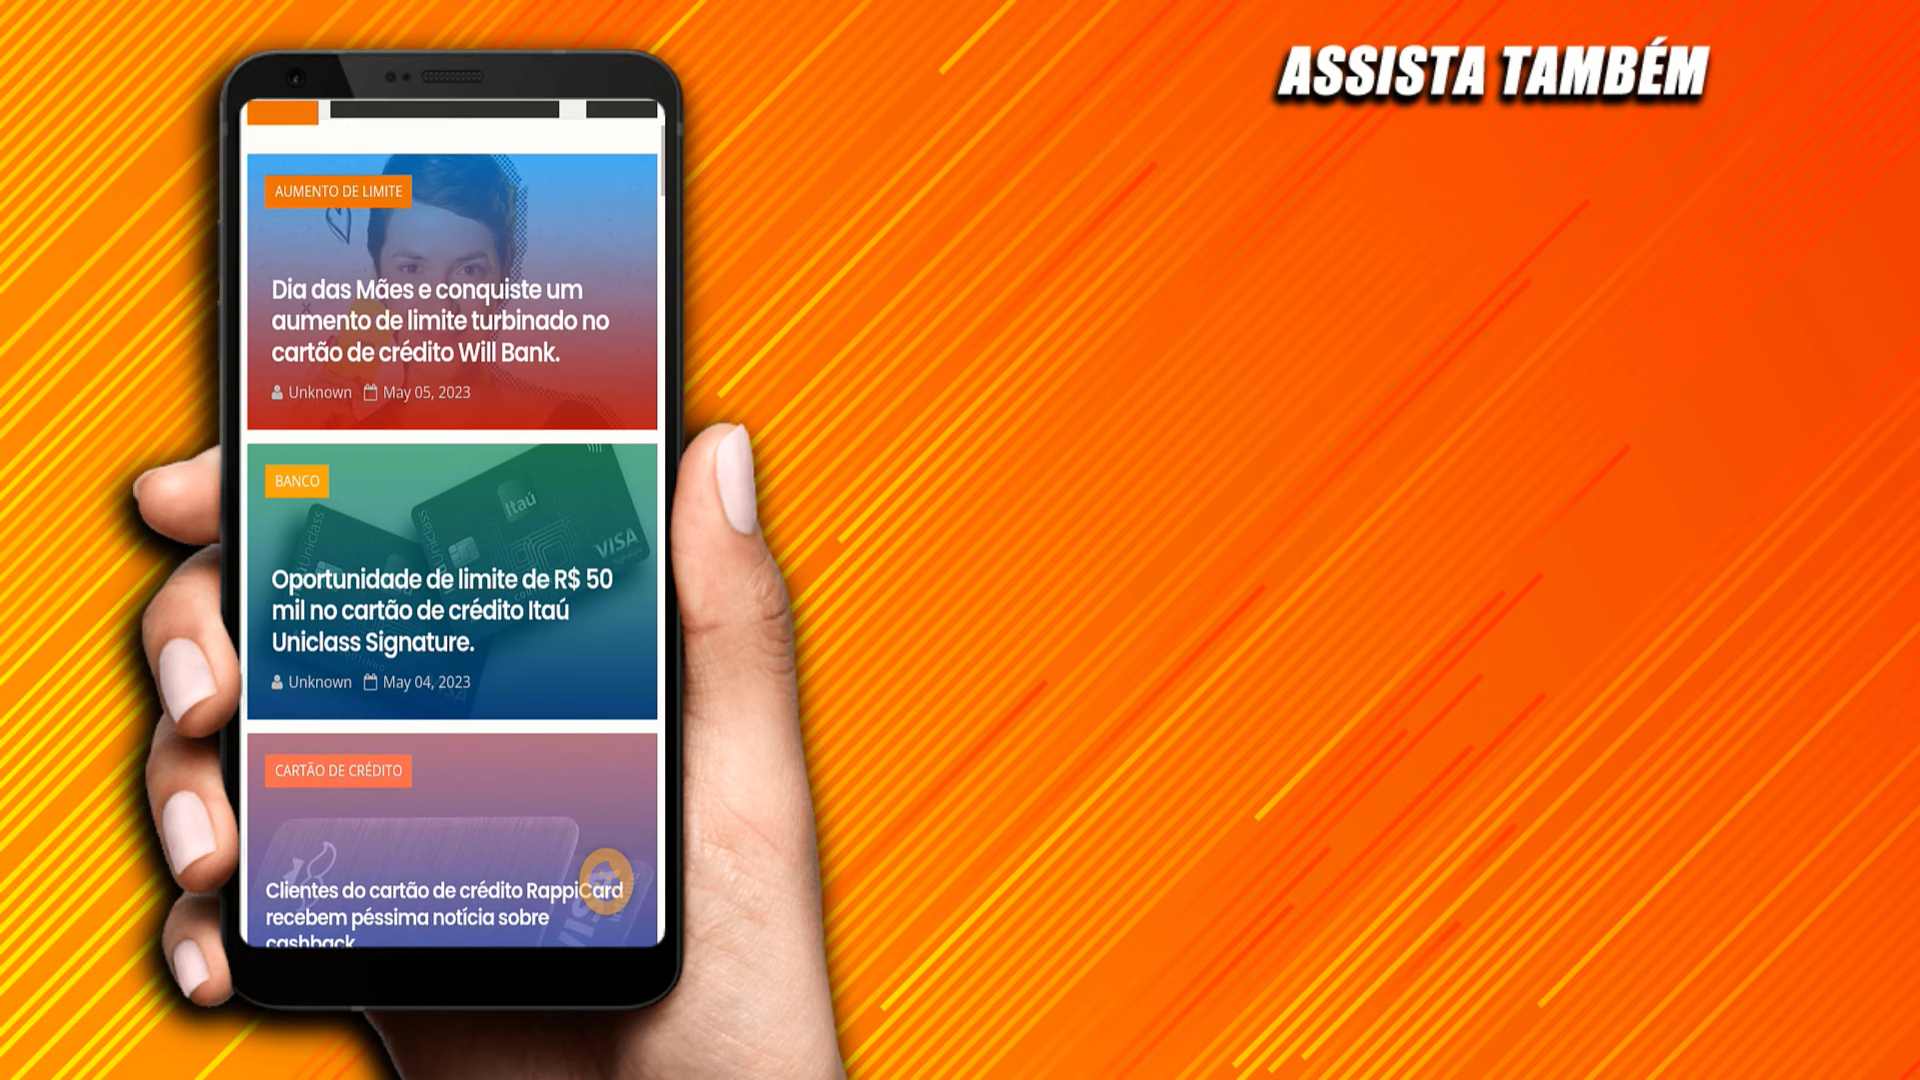 ASSISTA TAMBÉM
AUMENTO DE LIMITE
Dia das Mães e conquiste um
aumento de limite turbinado no
cartão de crédito Will Bank.
Unknown May 05, 2023
BANCO
Itaú
Uniclass
VISA
Oportunidade de limite de R$ 50
mil no cartão de crédito Itaú
Uniclass Signature.
Unknown May 04, 2023
CARTÃO DE CRÉDITO
Clientes do cartão de crédito RappiCard
recebem péssima notícia sobre
cashback